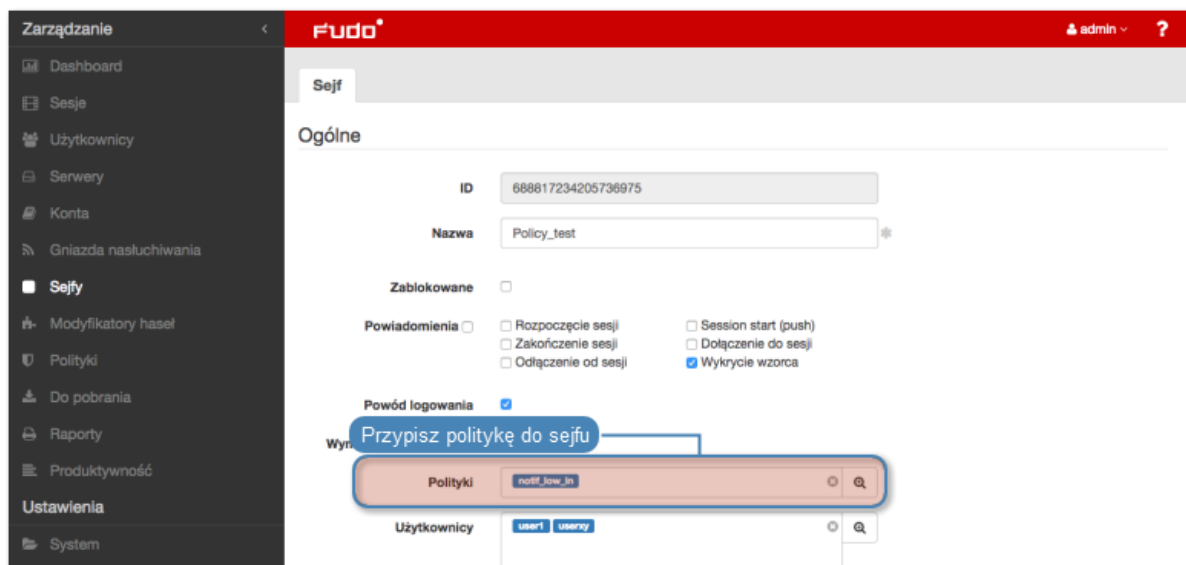 Zarządzanie
Fudo
admin
?
Dashboard
Sesje
Użytkownicy
Serwery
Konta
Gniazda nasłuchiwania
Sejfy
Modyfikatory haseł
Polityki
Do pobrania
Raporty
Produktywność
Ustawienia
System
Sejf
Ogólne
ID 688817234205736975
Nazwa Policy_test
Zablokowane
Powiadomienia Rozpoczęcie sesji Session start (push)
Zakończenie sesji Dołączenie do sesji
Odłączenie od sesji Wykrycie wzorca
Powód logowania
Przypisz politykę do sejfu
Polityki notif_low_in
Użytkownicy user1 userxy